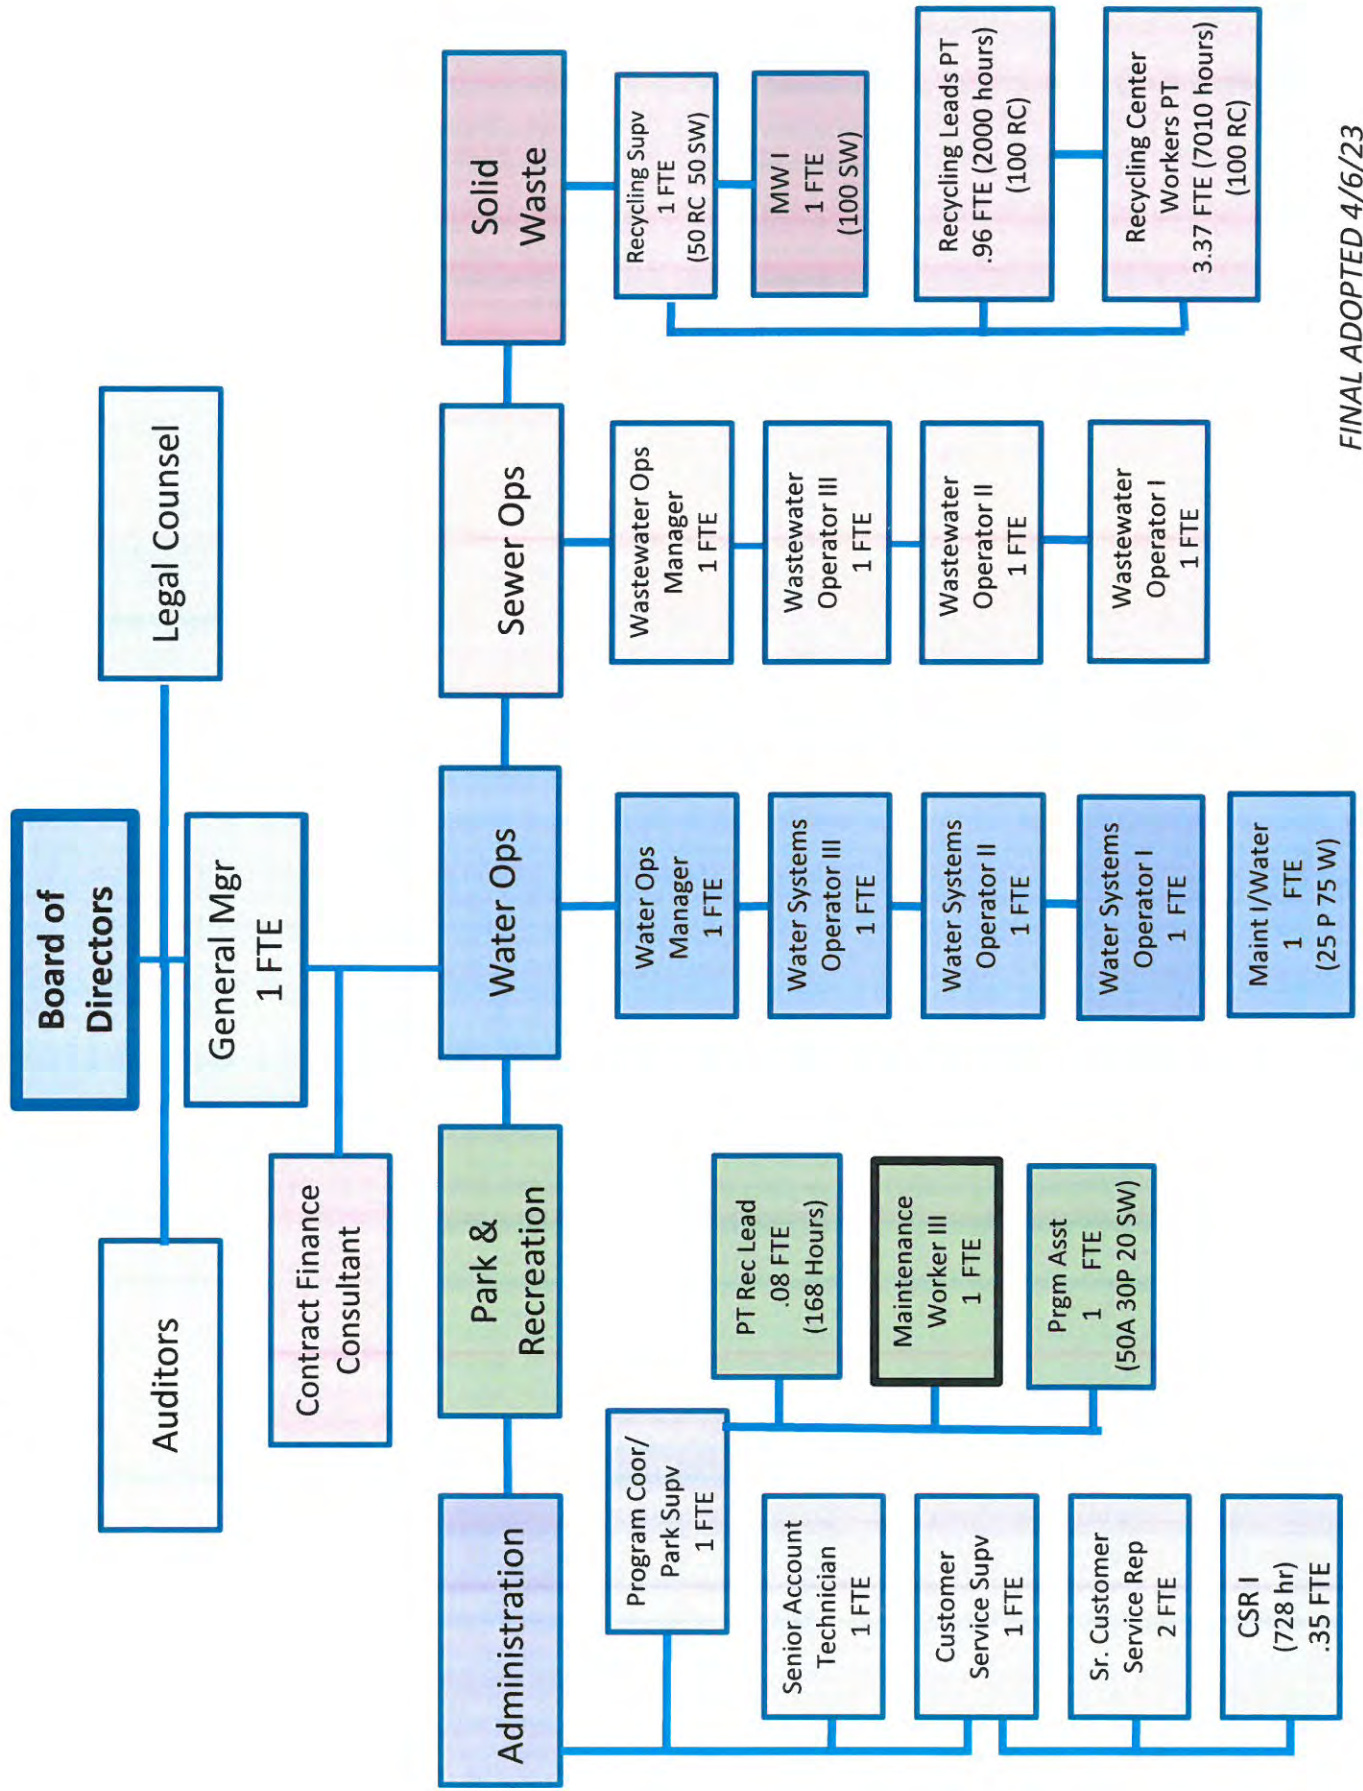 Board of
Directors
Auditors
Legal Counsel
General Mgr
1 FTE
Contract Finance
Consultant
Administration
Park &
Recreation
Water Ops
Sewer Ops
Solid
Waste
Program Coor/
Park Supv
1 FTE
Senior Account
Technician
1 FTE
Customer
Service Supv
1 FTE
Sr. Customer
Service Rep
2 FTE
CSR I
(728 hr)
.35 FTE
PT Rec Lead
.08 FTE
(168 Hours)
Maintenance
Worker III
1 FTE
Prgm Asst
1 FTE
(50A 30P 20 SW)
Water Ops
Manager
1 FTE
Water Systems
Operator III
1 FTE
Water Systems
Operator II
1 FTE
Water Systems
Operator I
1 FTE
Maint I/Water
1 FTE
(25 P 75 W)
Wastewater Ops
Manager
1 FTE
Wastewater
Operator III
1 FTE
Wastewater
Operator II
1 FTE
Wastewater
Operator I
1 FTE
Recycling Supv
1 FTE
(50 RC 50 SW)
MW I
1 FTE
(100 SW)
Recycling Leads PT
.96 FTE (2000 hours)
(100 RC)
Recycling Center
Workers PT
3.37 FTE (7010 hours)
(100 RC)
FINAL ADOPTED 4/6/23